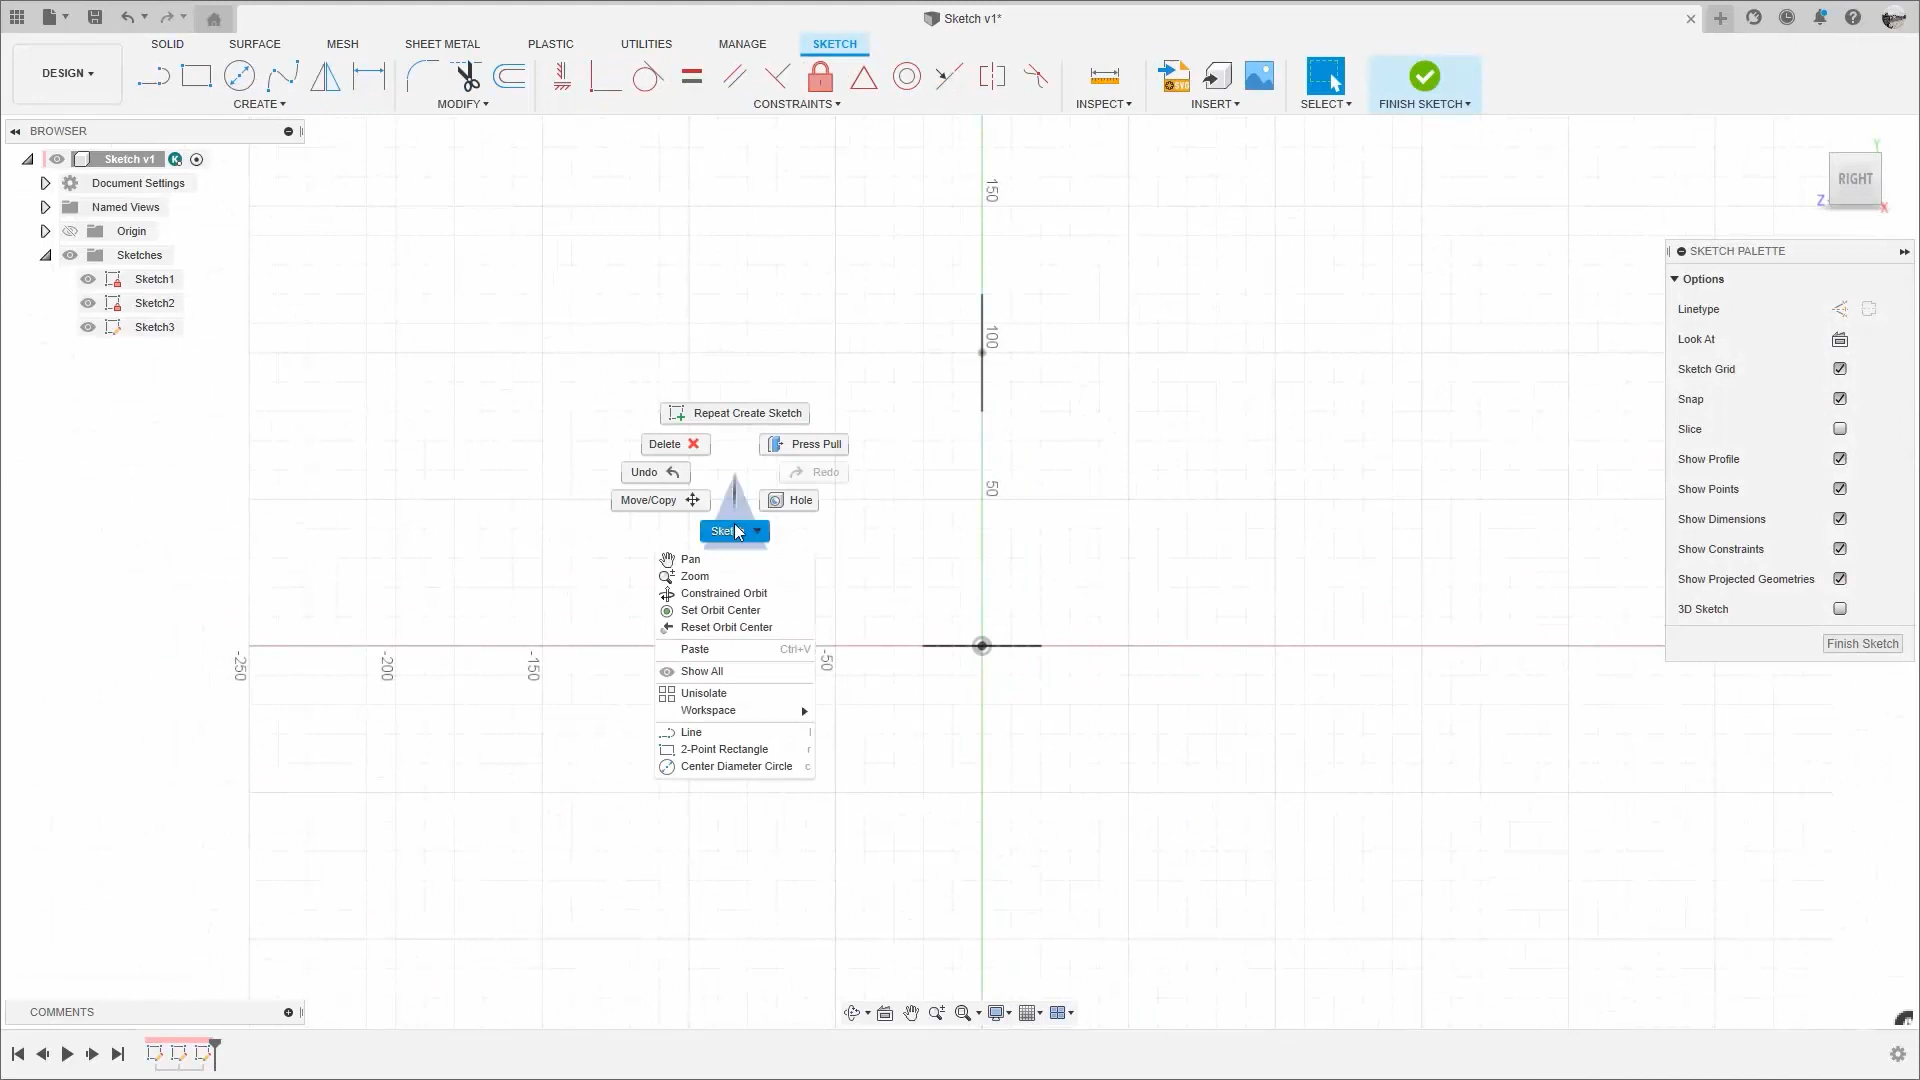 Sketch v1*
SOLID SURFACE MESH SHEET METAL PLASTIC UTILITIES MANAGE SKETCH
DESIGN
CREATE MODIFY CONSTRAINTS INSPECT INSERT SELECT FINISH SKETCH
SVG
BROWSER
Sketch v1 K
Document Settings
Named Views
Origin
Sketches
Sketch1
Sketch2
Sketch3
150
100
50
-250
-200
-150
-50
Repeat Create Sketch
Delete
Press Pull
Undo
Redo
Move/Copy
Hole
Pan
Zoom
Constrained Orbit
Set Orbit Center
Reset Orbit Center
Paste Ctrl+V
Show All
Unisolate
Workspace
Line l
2-Point Rectangle r
Center Diameter Circle c
Y
RIGHT
Z
X
SKETCH PALETTE
Options
Linetype
Look At
Sketch Grid
Snap
Slice
Show Profile
Show Points
Show Dimensions
Show Constraints
Show Projected Geometries
3D Sketch
Finish Sketch
COMMENTS